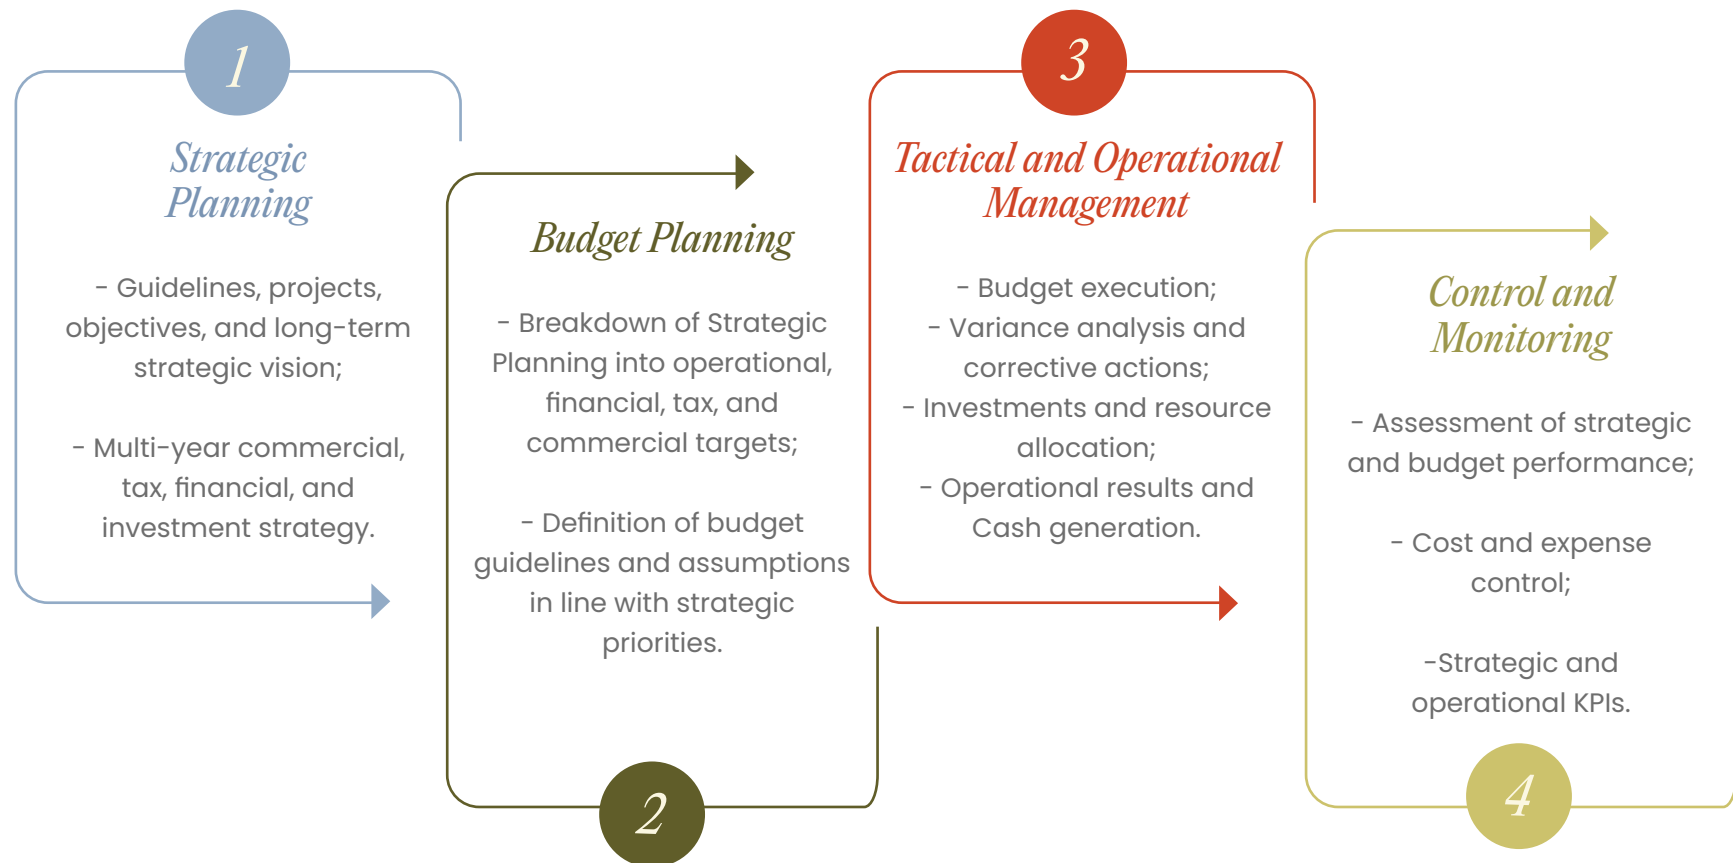 1
Strategic
Planning
- Guidelines, projects,
objectives, and long-term
strategic vision;
- Multi-year commercial,
tax, financial, and
investment strategy.
Budget Planning
- Breakdown of Strategic
Planning into operational,
financial, tax, and
commercial targets;
- Definition of budget
guidelines and assumptions
in line with strategic
priorities.
2
3
Tactical and Operational
Management
- Budget execution;
- Variance analysis and
corrective actions;
- Investments and resource
allocation;
- Operational results and
Cash generation.
Control and
Monitoring
- Assessment of strategic
and budget performance;
- Cost and expense
control;
-Strategic and
operational KPIs.
4